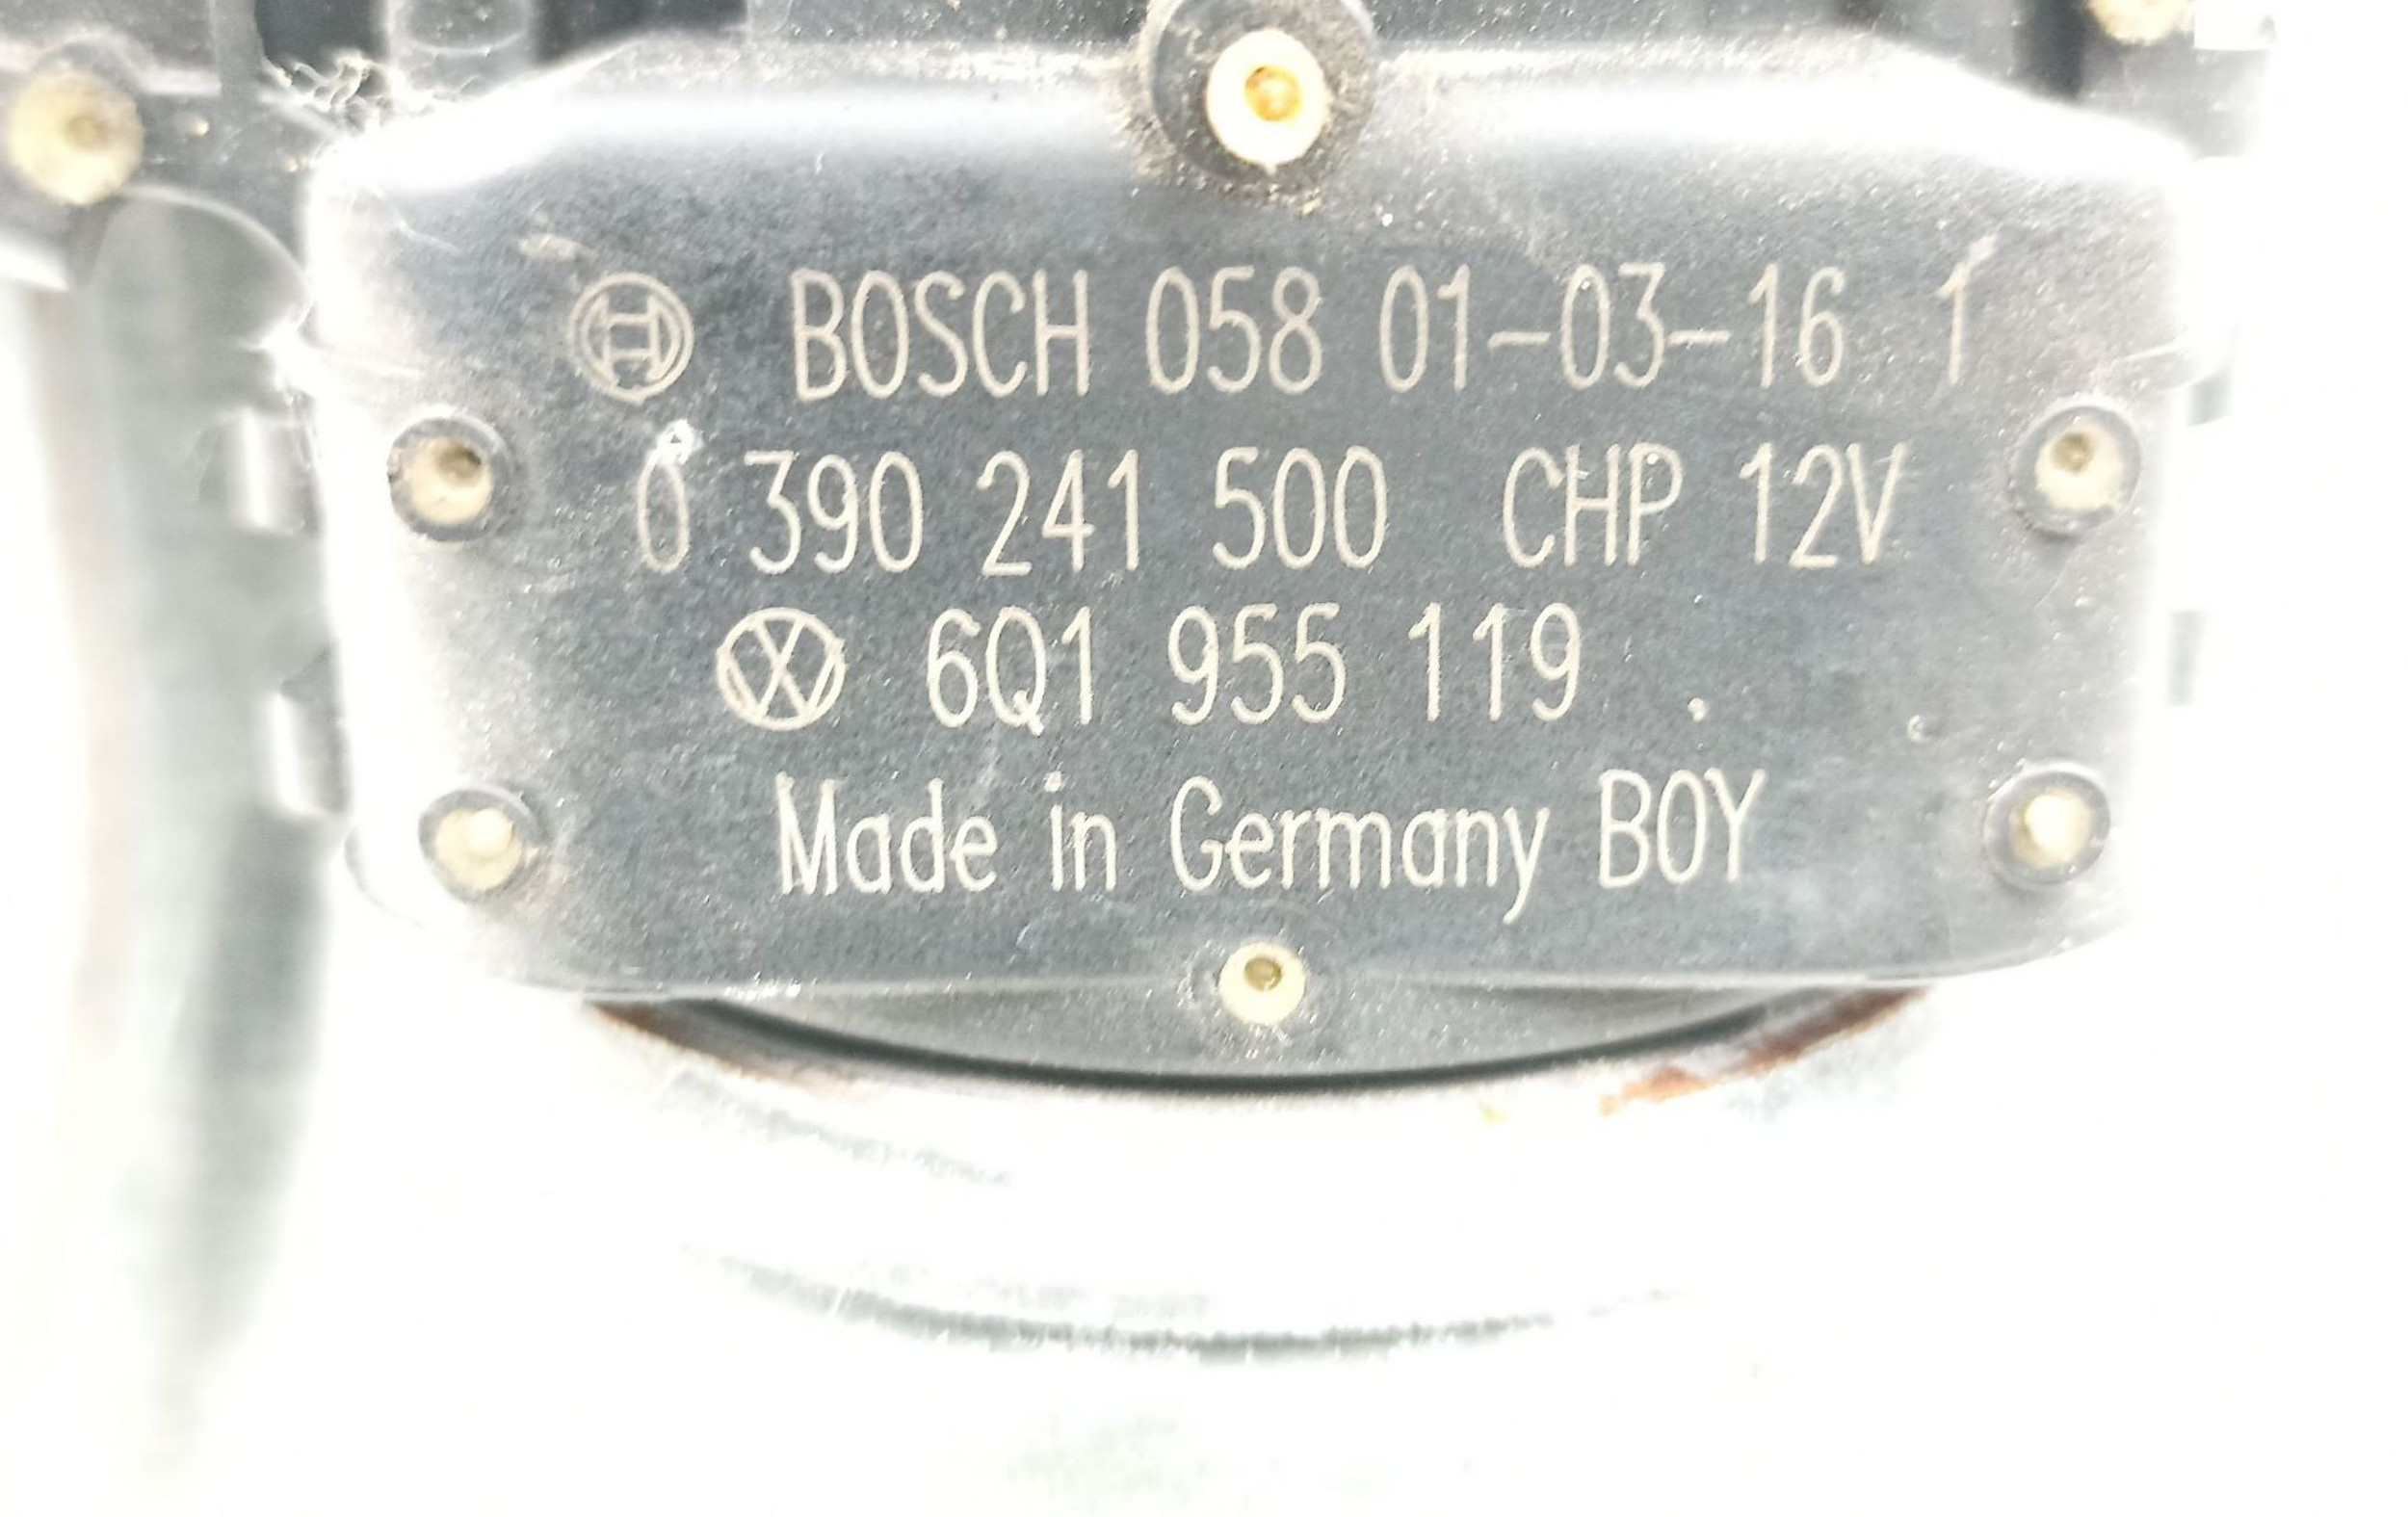 BOSCH 058 01-03-16 1
0 390 241 500 CHP 12V
6Q1 955 119 .
Made in Germany BOY